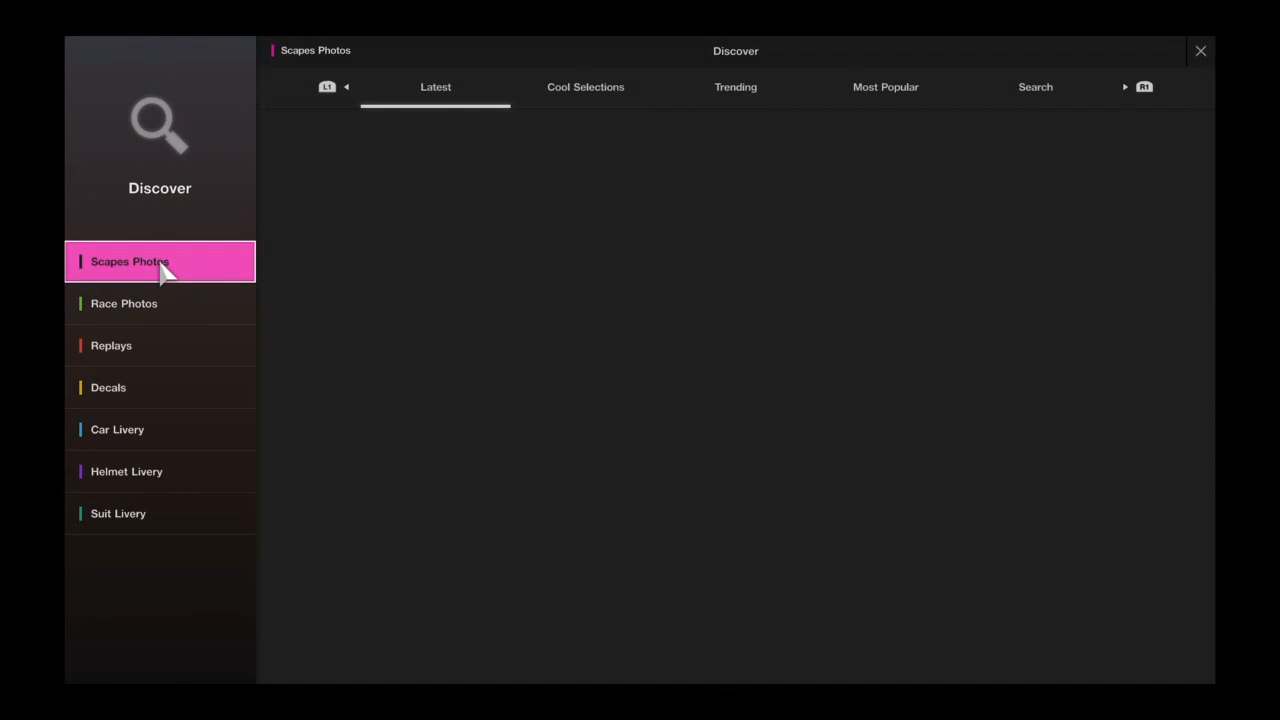 Scapes Photos
Discover
L1
Latest
Cool Selections
Trending
Most Popular
Search
R1
Discover
Scapes Photos
Race Photos
Replays
Decals
Car Livery
Helmet Livery
Suit Livery